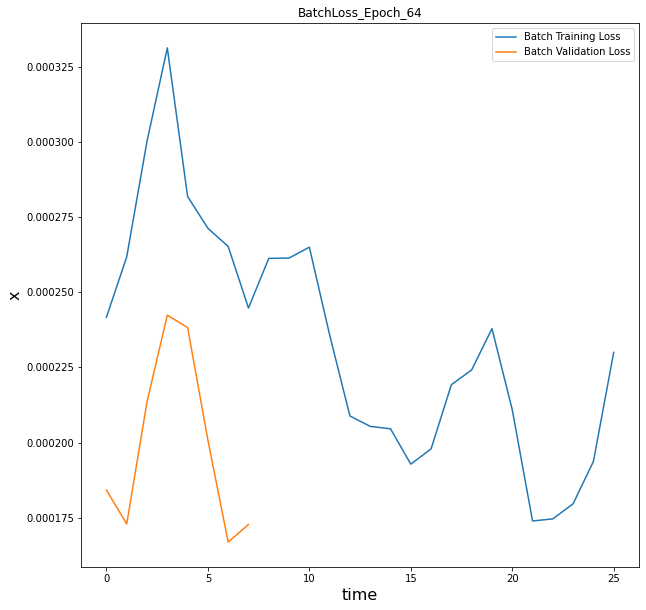 BatchLoss_Epoch_64
Batch Training Loss
Batch Validation Loss
0.000325
0.000300
0.000275
0.000250
0.000225
0.000200
0.000175
x
0 5 10 15 20 25
time